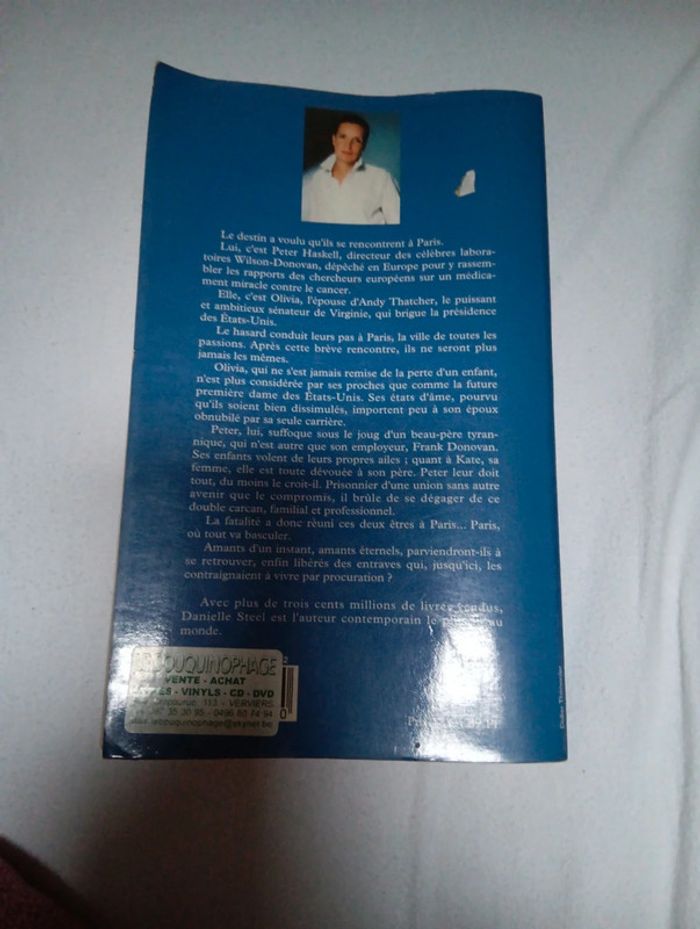 Le destin a voulu qu'ils se rencontrent à Paris.
Lui, c'est Peter Haskell, directeur des célèbres labora-
toires Wilson-Donovan, dépêché en Europe pour y rassem-
bler les rapports des chercheurs européens sur un médica-
ment miracle contre le cancer.
Elle, c'est Olivia, l'épouse d'Andy Thatcher, le puissant
et ambitieux sénateur de Virginie, qui brigue la présidence
des États-Unis.
Le hasard conduit leurs pas à Paris, la ville de toutes les
passions. Après cette brève rencontre, ils ne seront plus
jamais les mêmes.
Olivia, qui ne s'est jamais remise de la perte d'un enfant,
n'est plus considérée par ses proches que comme la future
première dame des États-Unis. Ses états d'âme, pourvu
qu'ils soient bien dissimulés, importent peu à son époux
obnubilé par sa seule carrière.
Peter, lui, suffoque sous le joug d'un beau-père tyran-
nique, qui n'est autre que son employeur, Frank Donovan.
Ses enfants volent de leurs propres ailes ; quant à Kate, sa
femme, elle est toute dévouée à son père. Peter leur doit
tout, du moins le croit-il. Prisonnier d'une union sans autre
avenir que le compromis, il brûle de se dégager de ce
double carcan, familial et professionnel.
La fatalité a donc réuni ces deux êtres à Paris... Paris,
où tout va basculer.
Amants d'un instant, amants éternels, parviendront-ils à
se retrouver, enfin libérés des entraves qui, jusqu'ici, les
contraignaient à vivre par procuration ?
Avec plus de trois cents millions de livres vendus,
Danielle Steel est l'auteur contemporain le au
monde.
BOUQUINOPHAGE
VENTE - ACHAT
- VINYLS - CD - DVD
113 - VERVIERS
35 30 95 - 0496 80 74 94